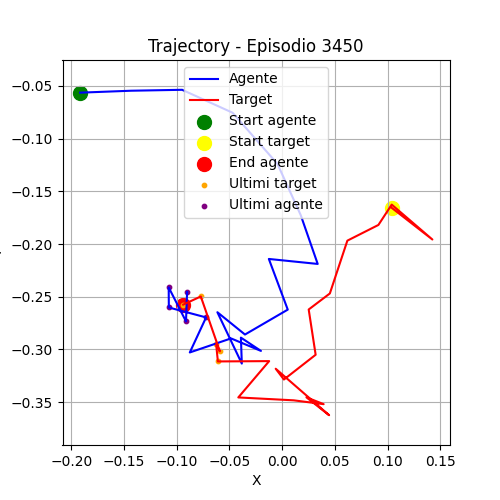 Trajectory - Episodio 3450
Agente
Target
Start agente
Start target
End agente
Ultimi target
Ultimi agente
−0.05
−0.10
−0.15
−0.20
−0.25
−0.30
−0.35
−0.20 −0.15 −0.10 −0.05 0.00 0.05 0.10 0.15
X